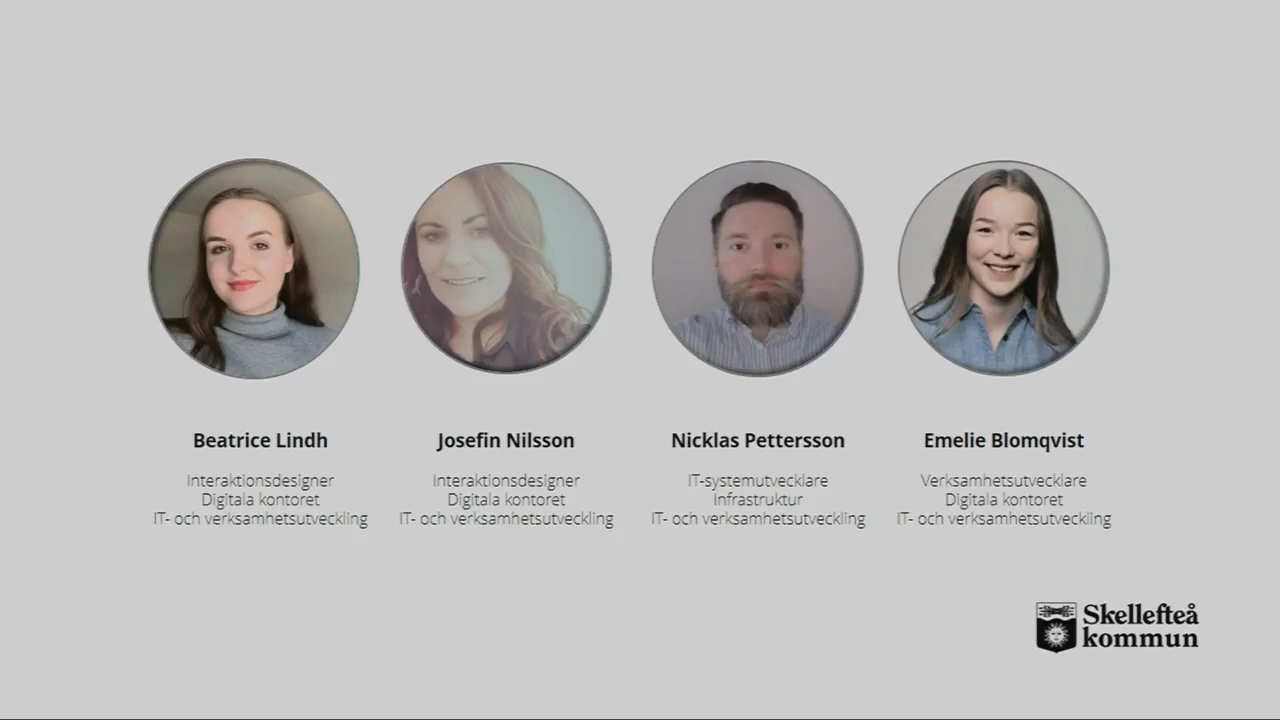 Beatrice Lindh
Interaktionsdesigner
Digitala kontoret
IT- och verksamhetsutveckling
Josefin Nilsson
Interaktionsdesigner
Digitala kontoret
IT- och verksamhetsutveckling
Nicklas Pettersson
IT-systemutvecklare
Infrastruktur
IT- och verksamhetsutveckling
Emelie Blomqvist
Verksamhetsutvecklare
Digitala kontoret
IT- och verksamhetsutveckling
Skellefteå
kommun